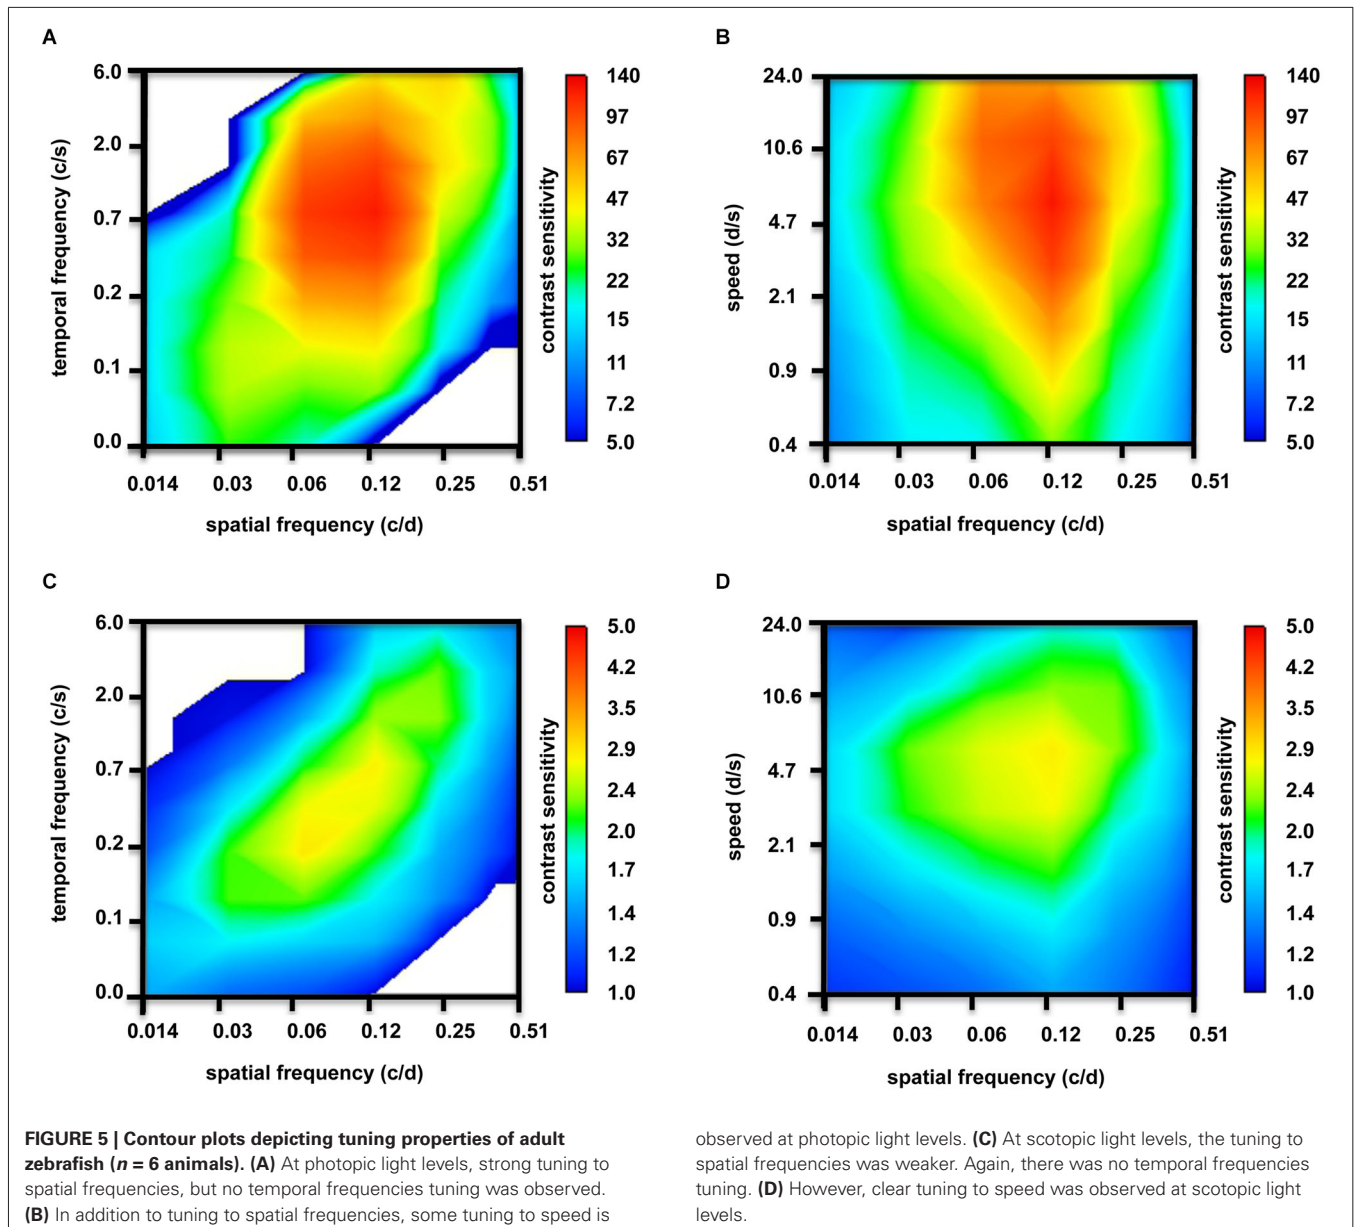 A
6.0
2.0
0.7
0.2
0.1
0.0
temporal frequency (c/s)
0.014 0.03 0.06 0.12 0.25 0.51
spatial frequency (c/d)
140
97
67
47
32
22
15
11
7.2
5.0
contrast sensitivity
B
24.0
10.6
4.7
2.1
0.9
0.4
speed (d/s)
0.014 0.03 0.06 0.12 0.25 0.51
spatial frequency (c/d)
140
97
67
47
32
22
15
11
7.2
5.0
contrast sensitivity
C
6.0
2.0
0.7
0.2
0.1
0.0
temporal frequency (c/s)
0.014 0.03 0.06 0.12 0.25 0.51
spatial frequency (c/d)
5.0
4.2
3.5
2.9
2.4
2.0
1.7
1.4
1.2
1.0
contrast sensitivity
D
24.0
10.6
4.7
2.1
0.9
0.4
speed (d/s)
0.014 0.03 0.06 0.12 0.25 0.51
spatial frequency (c/d)
5.0
4.2
3.5
2.9
2.4
2.0
1.7
1.4
1.2
1.0
contrast sensitivity
FIGURE 5 | Contour plots depicting tuning properties of adult
zebrafish (n = 6 animals). (A) At photopic light levels, strong tuning to
spatial frequencies, but no temporal frequencies tuning was observed.
(B) In addition to tuning to spatial frequencies, some tuning to speed is
observed at photopic light levels. (C) At scotopic light levels, the tuning to
spatial frequencies was weaker. Again, there was no temporal frequencies
tuning. (D) However, clear tuning to speed was observed at scotopic light
levels.